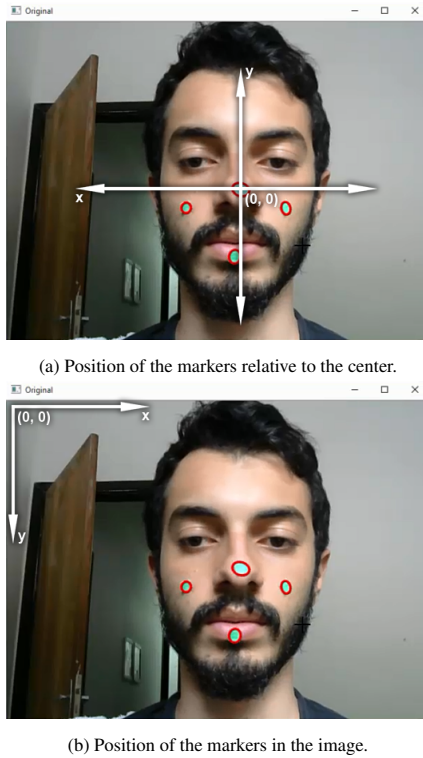 Original
y
x
(0, 0)
(a) Position of the markers relative to the center.
Original
(0, 0)
x
y
(b) Position of the markers in the image.